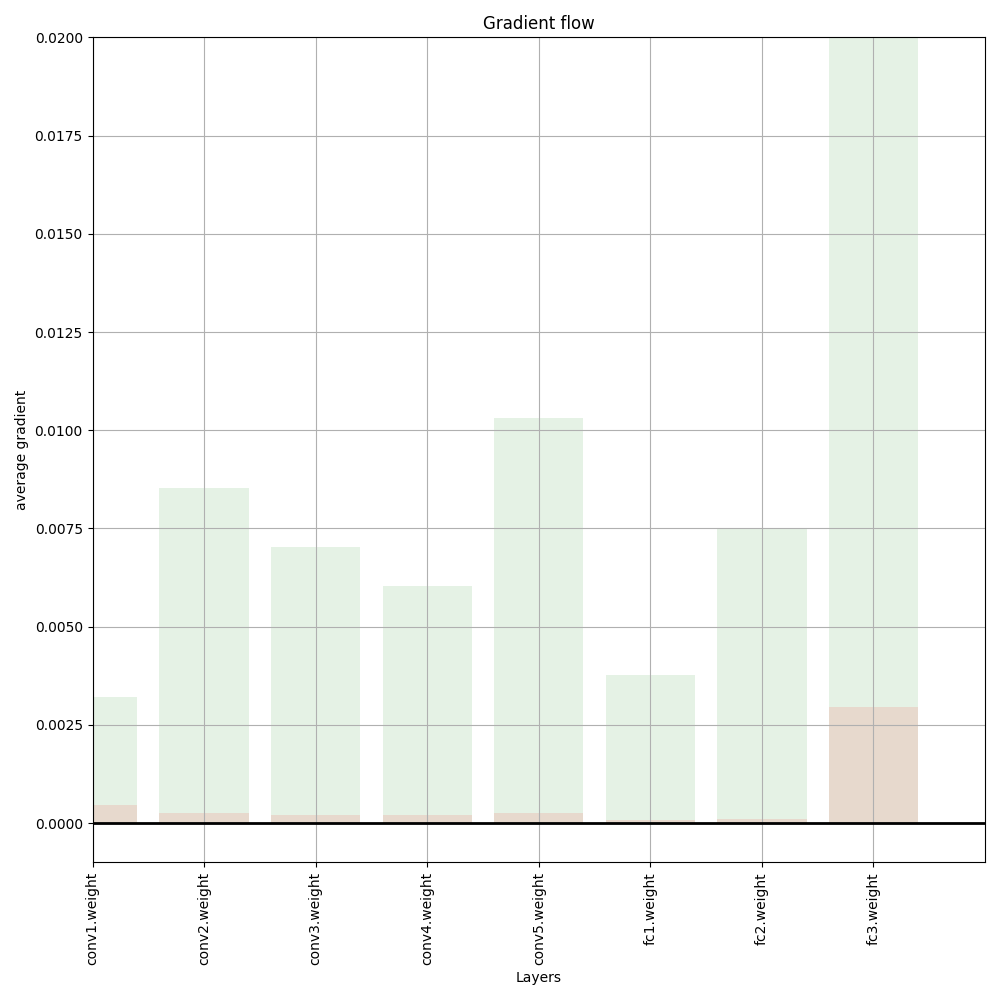 Gradient flow
0.0200
0.0175
0.0150
0.0125
0.0100
0.0075
0.0050
0.0025
0.0000
average gradient
conv1.weight
conv2.weight
conv3.weight
conv4.weight
conv5.weight
fc1.weight
fc2.weight
fc3.weight
Layers